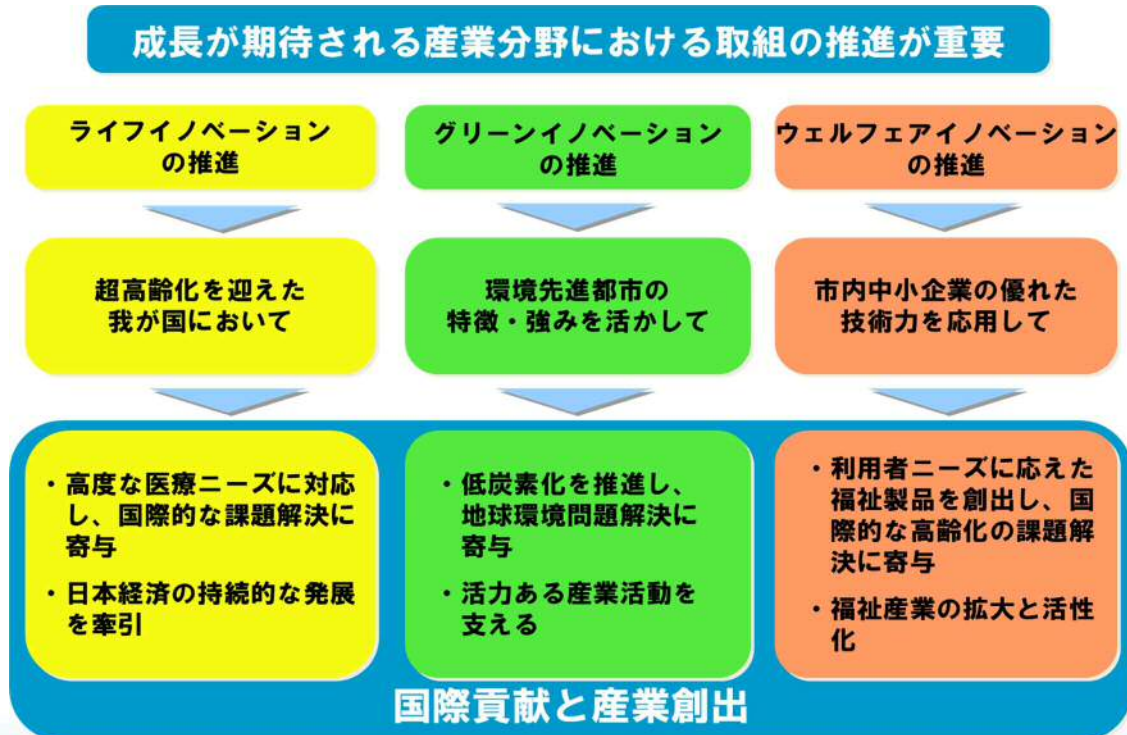 成長が期待される産業分野における取組の推進が重要
ライフイノベーション
の推進
グリーンイノベーション
の推進
ウェルフェアイノベーション
の推進
超高齢化を迎えた
我が国において
環境先進都市の
特徴・強みを活かして
市内中小企業の優れた
技術力を応用して
・高度な医療ニーズに対応
し、国際的な課題解決に
寄与
・日本経済の持続的な発展
を牽引
・低炭素化を推進し、
地球環境問題解決に
寄与
・活力ある産業活動を
支える
・利用者ニーズに応えた
福祉製品を創出し、国
際的な高齢化の課題解
決に寄与
・福祉産業の拡大と活性
化
国際貢献と産業創出